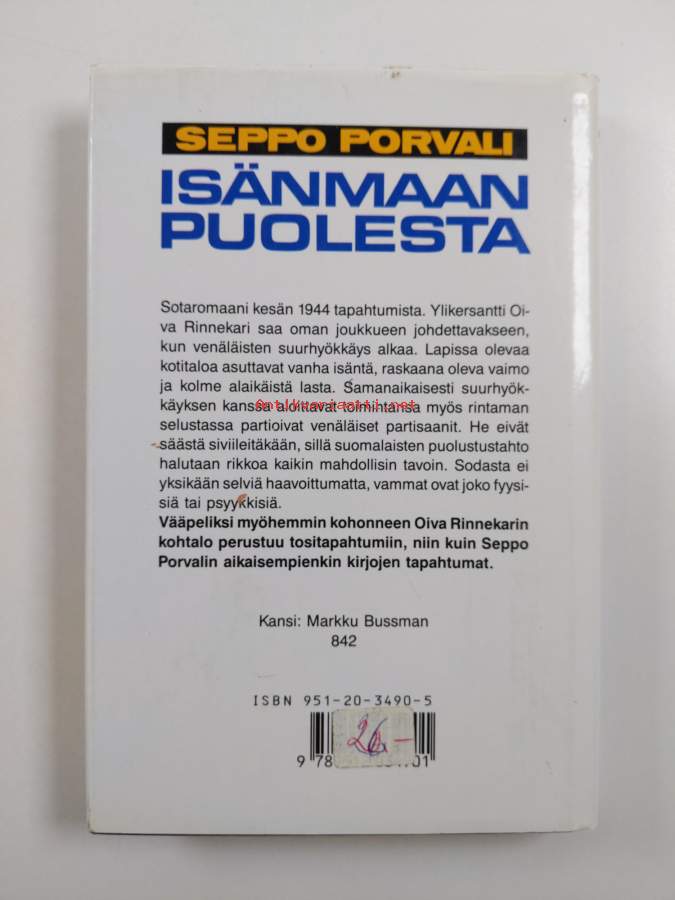 SEPPO PORVALI
ISÄNMAAN
PUOLESTA
Sotaromaani kesän 1944 tapahtumista. Ylikersantti Oi-
va Rinnekari saa oman joukkueen johdettavakseen,
kun venäläisten suurhyökkäys alkaa. Lapissa olevaa
kotitaloa asuttavat vanha isäntä, raskaana oleva vaimo
ja kolme alaikäistä lasta. Samanaikaisesti suurhyök-
Antikvariaatti.net
käyksen kanssa aloittavat toimintansa myös rintaman
selustassa partioivat venäläiset partisaanit. He eivät
säästä siviileitäkään, sillä suomalaisten puolustustahto
halutaan rikkoa kaikin mahdollisin tavoin. Sodasta ei
yksikään selviä haavoittumatta, vammat ovat joko fyysi-
siä tai psyykkisiä.
Vääpeliksi myöhemmin kohonneen Oiva Rinnekarin
kohtalo perustuu tositapahtumiin, niin kuin Seppo
Porvalin aikaisempienkin kirjojen tapahtumat.
Kansi: Markku Bussman
842
ISBN 951-20-3490-5
9 78